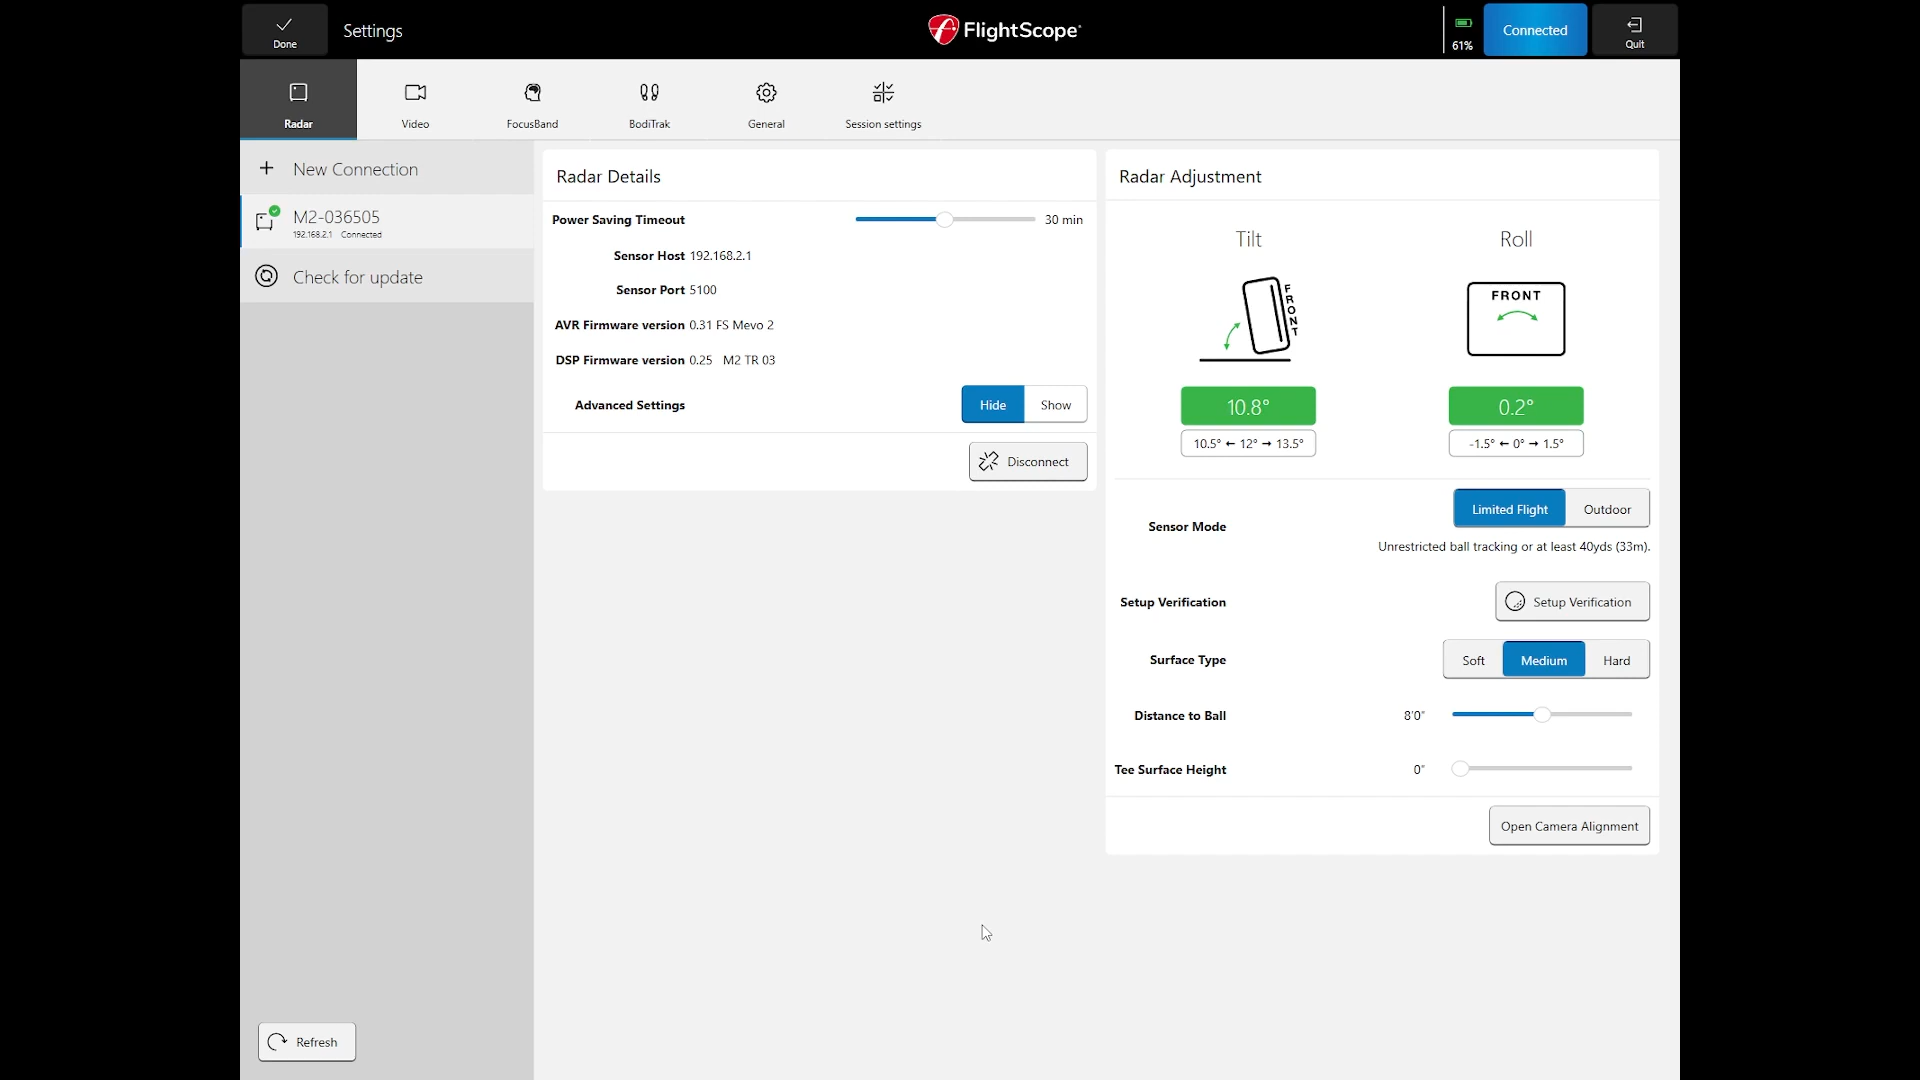 Done
Settings
FlightScope
61%
Connected
Quit
Radar
Video
FocusBand
BodiTrak
General
Session settings
New Connection
M2-036505
192.168.2.1 Connected
Check for update
Refresh
Radar Details
Power Saving Timeout 30 min
Sensor Host 192.168.2.1
Sensor Port 5100
AVR Firmware version 0.31 FS Mevo 2
DSP Firmware version 0.25 M2 TR 03
Advanced Settings Hide Show
Disconnect
Radar Adjustment
Tilt Roll
FRONT
FRONT
10.8° 0.2°
10.5° ← 12° → 13.5° -1.5° ← 0° → 1.5°
Sensor Mode Limited Flight Outdoor
Unrestricted ball tracking or at least 40yds (33m).
Setup Verification Setup Verification
Surface Type Soft Medium Hard
Distance to Ball 8'0"
Tee Surface Height 0"
Open Camera Alignment